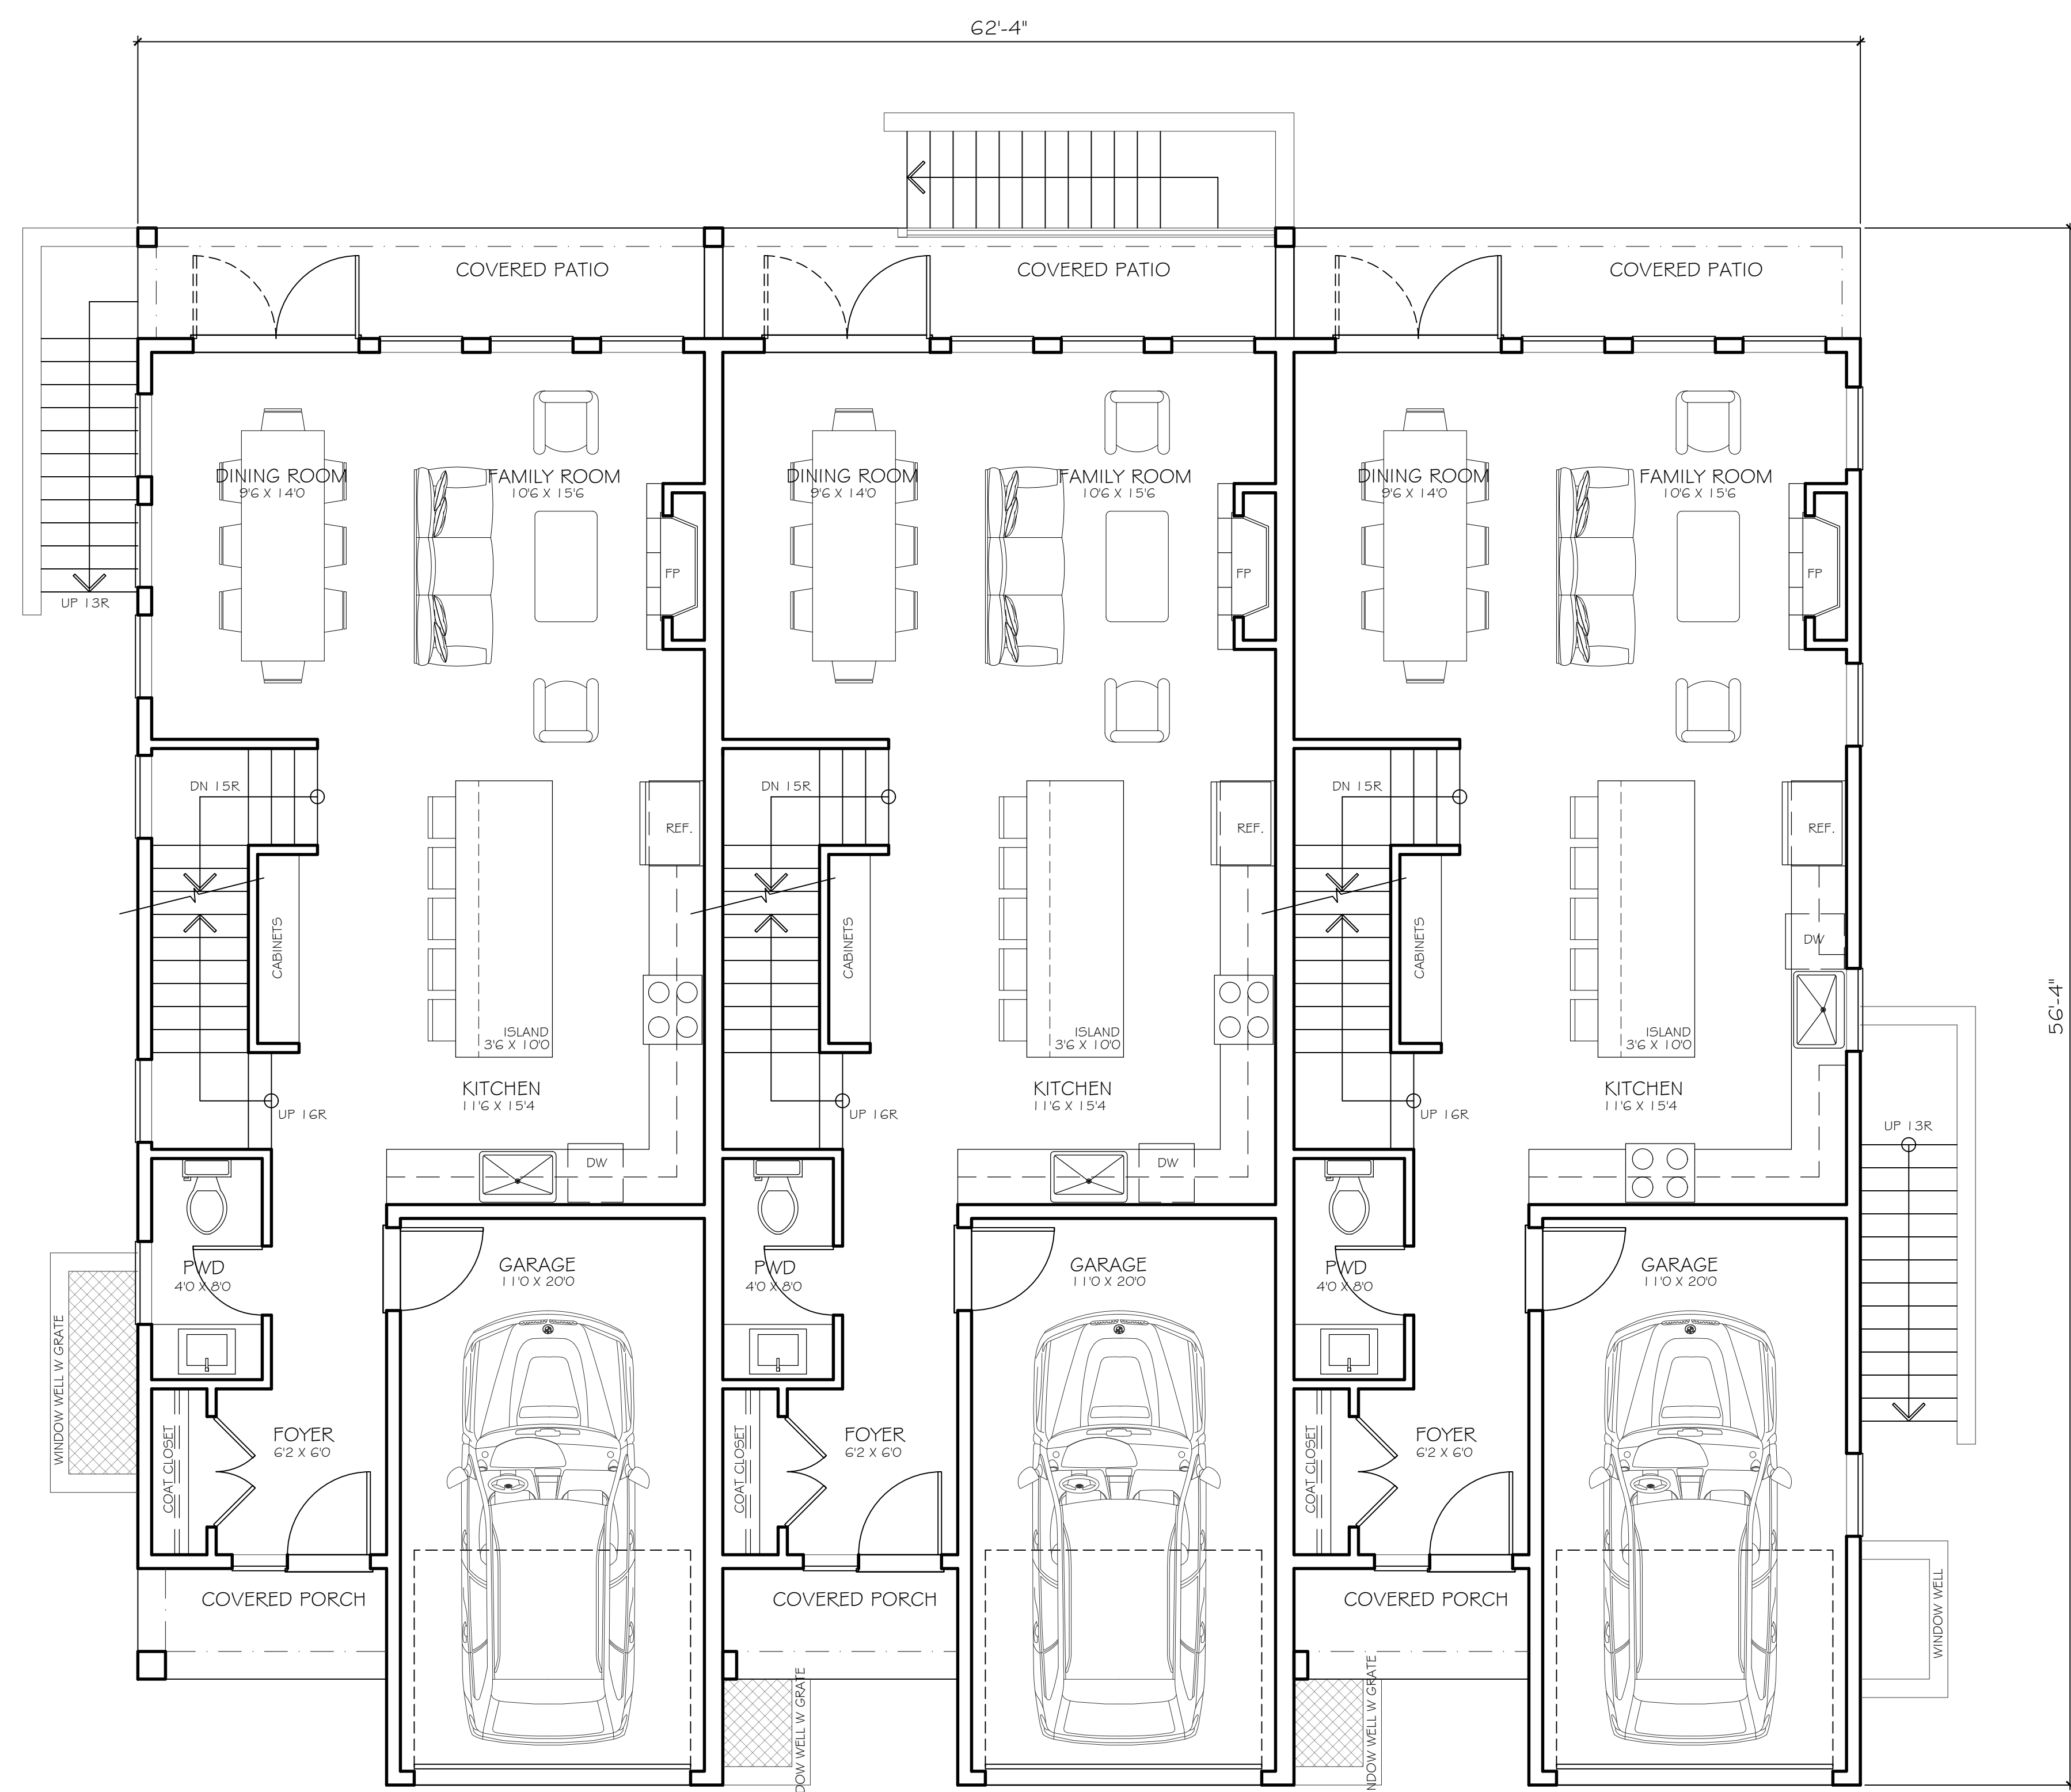 62'-4"
COVERED PATIO
COVERED PATIO
COVERED PATIO
DINING ROOM
9'6 X 14'0
FAMILY ROOM
10'6 X 15'6
DINING ROOM
9'6 X 14'0
FAMILY ROOM
10'6 X 15'6
DINING ROOM
9'6 X 14'0
FAMILY ROOM
10'6 X 15'6
FP
FP
FP
UP 13R
DN 15R
REF.
DN 15R
REF.
DN 15R
REF.
CABINETS
CABINETS
CABINETS
DW
56'-4"
ISLAND
3'6 X 10'0
ISLAND
3'6 X 10'0
ISLAND
3'6 X 10'0
KITCHEN
11'6 X 15'4
KITCHEN
11'6 X 15'4
KITCHEN
11'6 X 15'4
UP 16R
UP 16R
UP 16R
UP 13R
DW
DW
PWD
4'0 X 8'0
GARAGE
11'0 X 20'0
PWD
4'0 X 8'0
GARAGE
11'0 X 20'0
PWD
4'0 X 8'0
GARAGE
11'0 X 20'0
WINDOW WELL W GRATE
COAT CLOSET
FOYER
6'2 X 6'0
COAT CLOSET
FOYER
6'2 X 6'0
COAT CLOSET
FOYER
6'2 X 6'0
COVERED PORCH
COVERED PORCH
COVERED PORCH
WINDOW WELL
DOW WELL W GRATE
NDOW WELL W GRATE